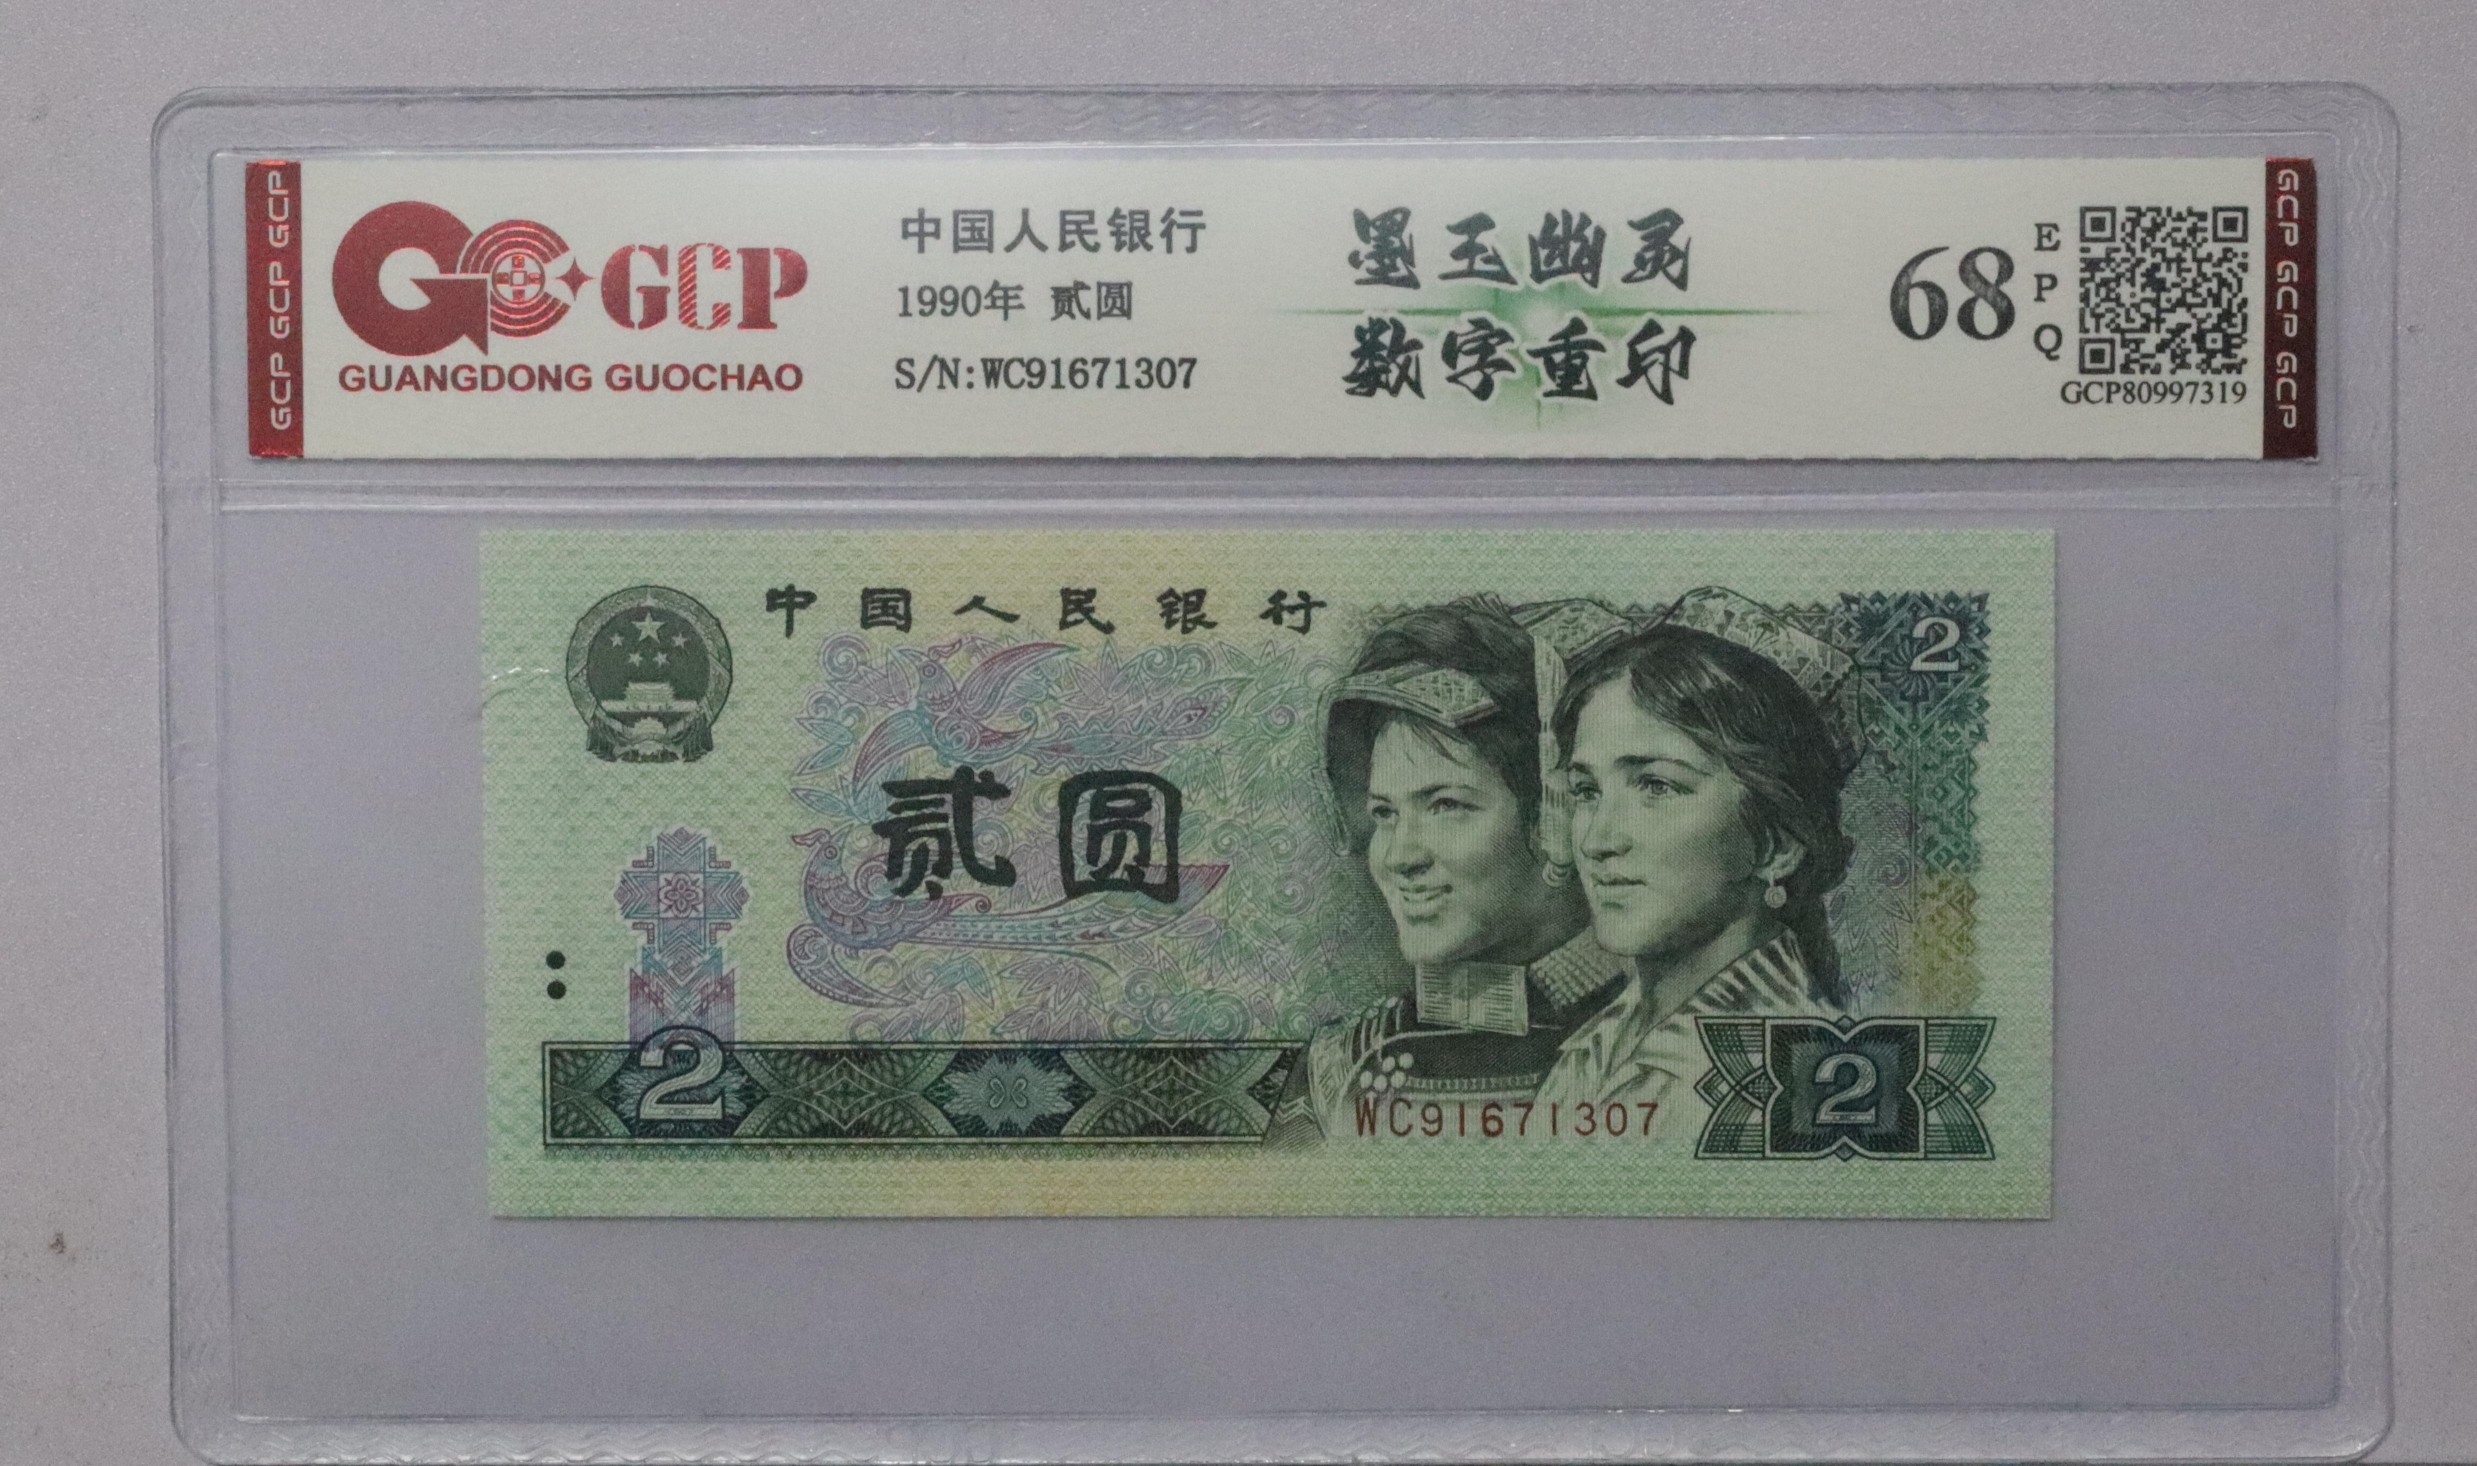 GCP GCP GCP
GCP
GUANGDONG GUOCHAO
中国人民银行
1990年 贰圆
S/N:WC91671307
墨玉幽灵
数字重印
68
EPQ
GCP80997319
GCP GCP GCP
中国人民银行
2
贰圆
2
WC91671307
2